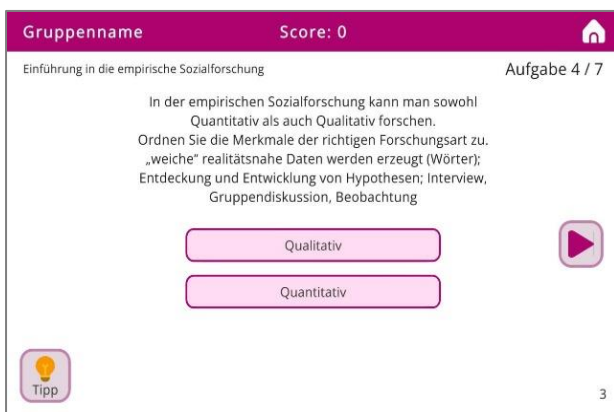 Gruppenname
Score: 0
Einführung in die empirische Sozialforschung
Aufgabe 4 / 7
In der empirischen Sozialforschung kann man sowohl
Quantitativ als auch Qualitativ forschen.
Ordnen Sie die Merkmale der richtigen Forschungsart zu.
„weiche“ realitätsnahe Daten werden erzeugt (Wörter);
Entdeckung und Entwicklung von Hypothesen; Interview,
Gruppendiskussion, Beobachtung
Qualitativ
Quantitativ
Tipp
3